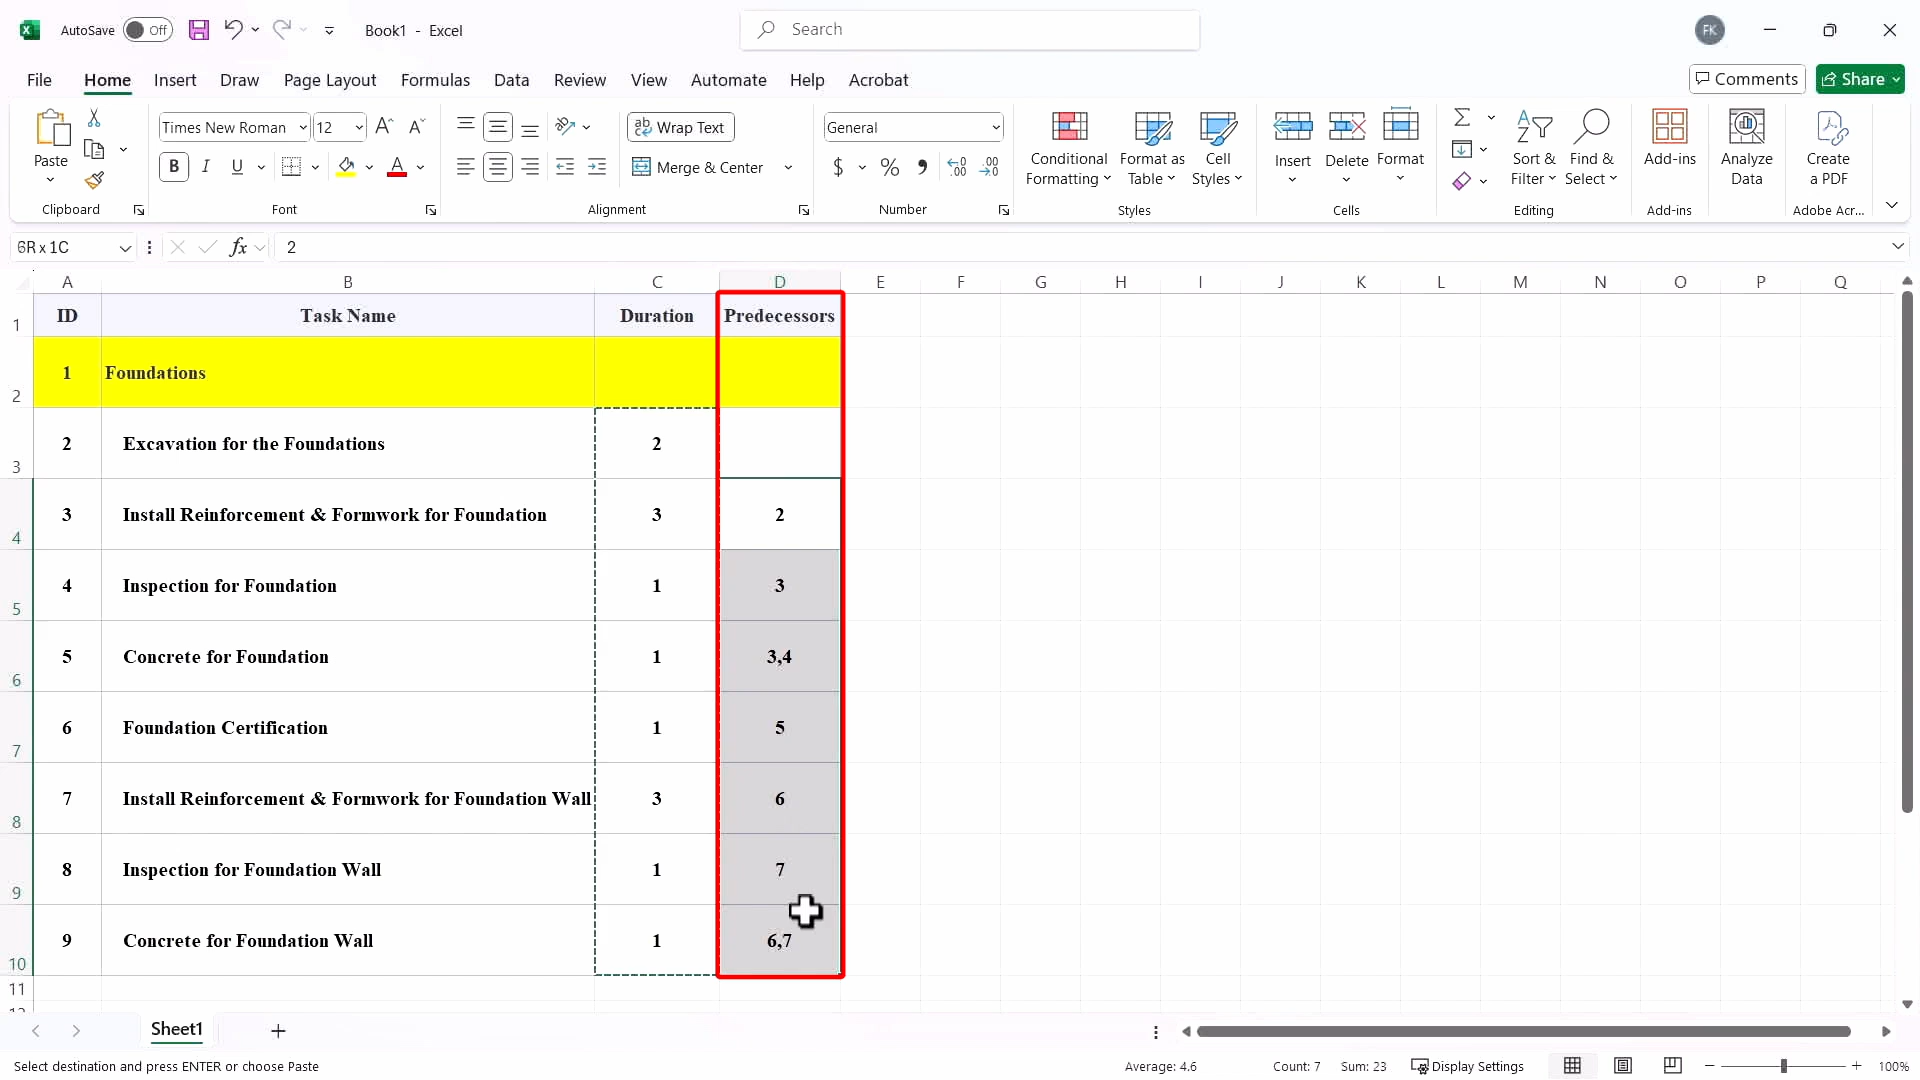 AutoSave Off Book1 - Excel Search FK
File Home Insert Draw Page Layout Formulas Data Review View Automate Help Acrobat Comments Share
Paste Clipboard
Times New Roman 12 B I U A Font
ab Wrap Text Merge & Center Alignment
General $ % Number
Conditional Formatting Format as Table Cell Styles Styles
Insert Delete Format Cells
Sort & Filter Find & Select Editing
Add-ins Add-ins
Analyze Data
Create a PDF Adobe Acr...
6R x 1C fx 2
A B C D E F G H I J K L M N O P Q
1 ID Task Name Duration Predecessors
2 1 Foundations
3 2 Excavation for the Foundations 2
4 3 Install Reinforcement & Formwork for Foundation 3 2
5 4 Inspection for Foundation 1 3
6 5 Concrete for Foundation 1 3,4
7 6 Foundation Certification 1 5
8 7 Install Reinforcement & Formwork for Foundation Wall 3 6
9 8 Inspection for Foundation Wall 1 7
10 9 Concrete for Foundation Wall 1 6,7
11
Sheet1
Select destination and press ENTER or choose Paste Average: 4.6 Count: 7 Sum: 23 Display Settings 100%